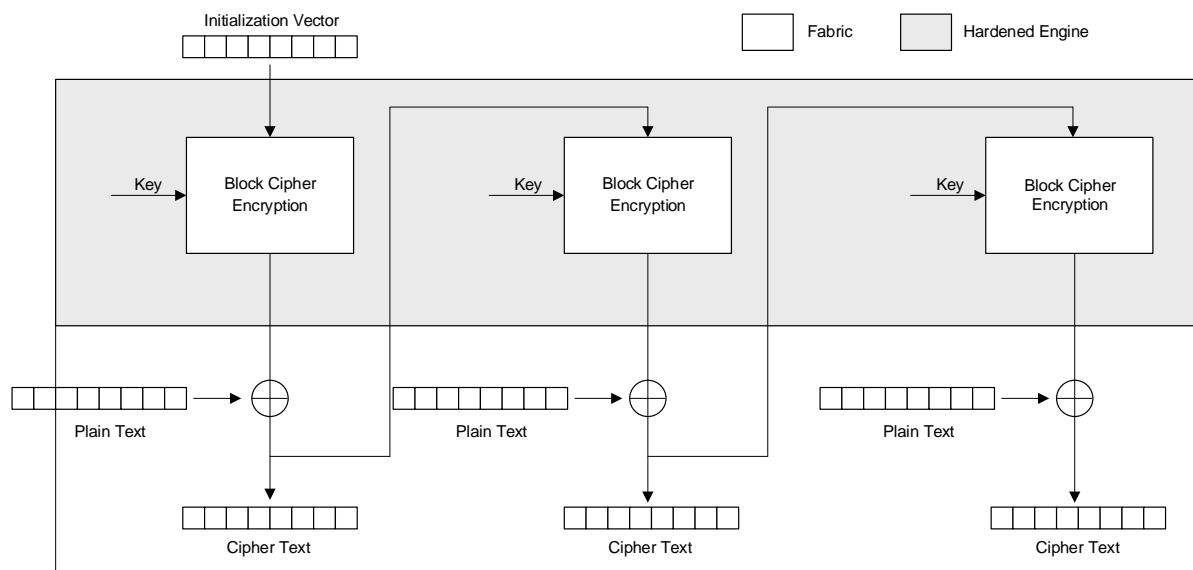 Initialization Vector
Fabric
Hardened Engine
Key
Block Cipher
Encryption
Key
Block Cipher
Encryption
Key
Block Cipher
Encryption
Plain Text
Plain Text
Plain Text
Cipher Text
Cipher Text
Cipher Text